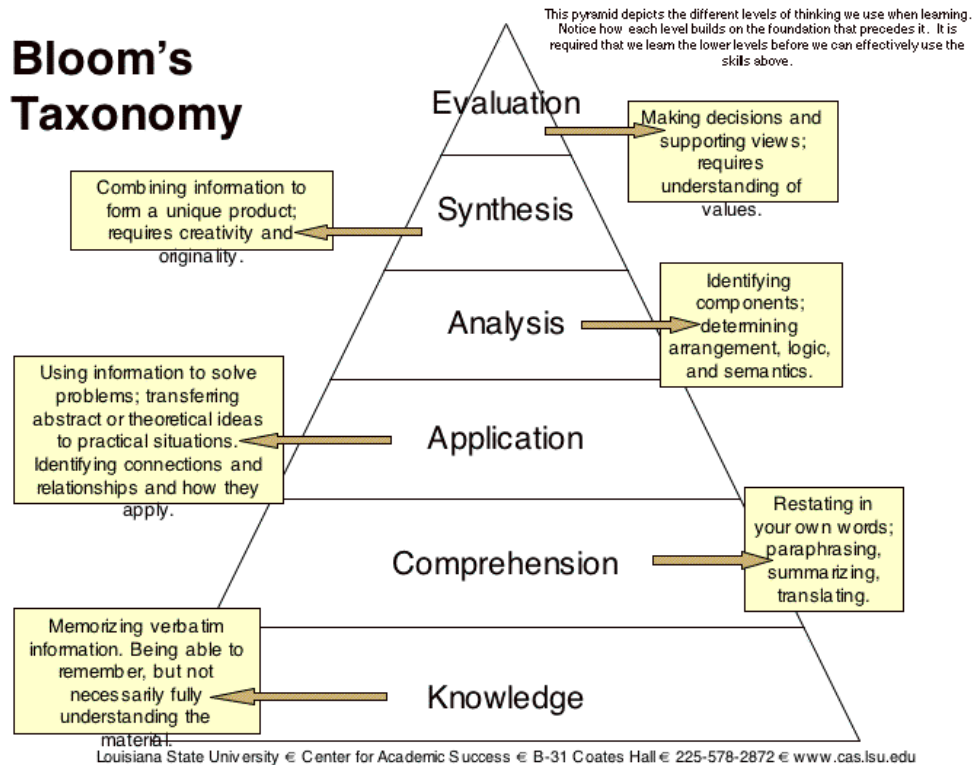 This pyramid depicts the different levels of thinking we use when learning.
Notice how each level builds on the foundation that precedes it. It is
required that we learn the lower levels before we can effectively use the
skills above.
Bloom's
Taxonomy
Evaluation
Making decisions and
supporting views;
requires
understanding of
values.
Combining information to
form a unique product;
requires creativity and
originality.
Synthesis
Analysis
Identifying
components;
determining
arrangement, logic,
and semantics.
Using information to solve
problems; transferring
abstract or theoretical ideas
to practical situations.
Identifying connections and
relationships and how they
apply.
Application
Comprehension
Restating in
your own words;
paraphrasing,
summarizing,
translating.
Memorizing verbatim
information. Being able to
remember, but not
necessarily fully
understanding the
material.
Knowledge
Louisiana State University € Center for Academic Success € B-31 Coates Hall € 225-578-2872 € www.cas.lsu.edu